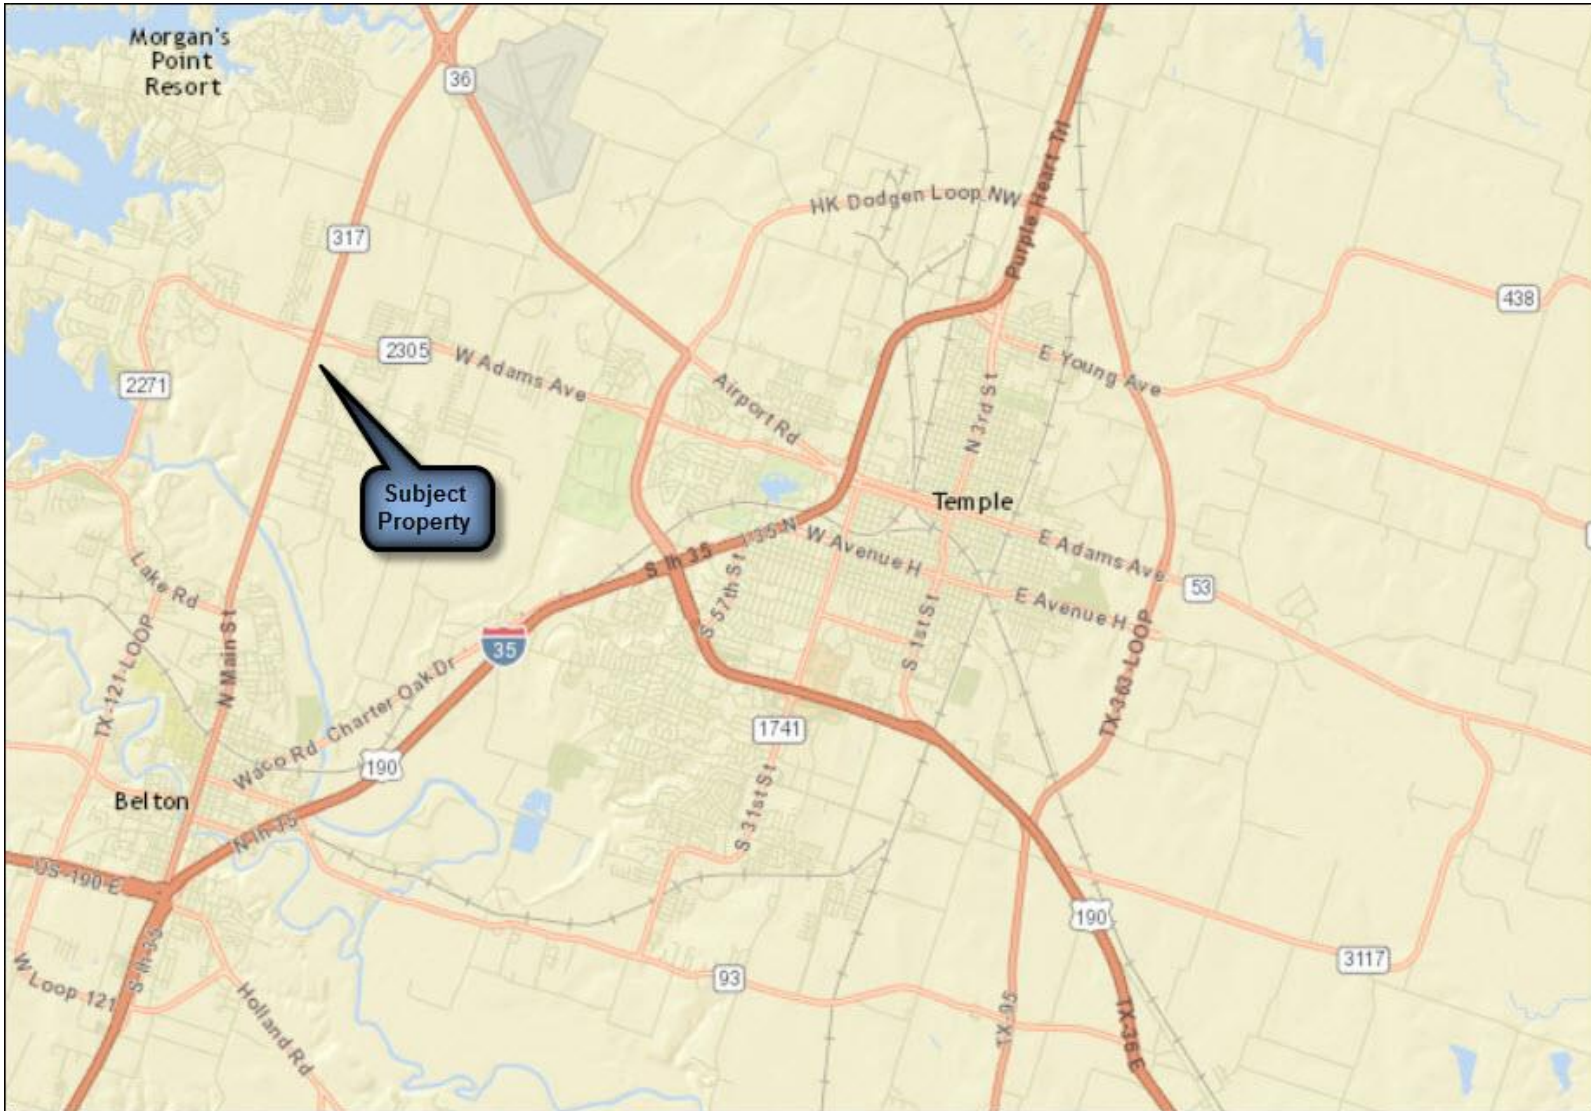 Morgan's
Point
Resort
36
Purple Heart Trl
HK Dodgen Loop NW
317
438
2305
W Adams Ave
E Young Ave
2271
Airport Rd
N 3rd St
Subject
Property
Temple
I 35 N
W Avenue H
E Adams Ave
S Ih 35
Lake Rd
S 57th St
53
E Avenue H
S 1st St
35
N Main St
TX-121-LOOP
TX-363-LOOP
Charter Oak Dr
Waco Rd
1741
190
Belton
S 31st St
N Ih 35
US-190 E
190
3117
93
W Loop 121
S Ih 35
Holland Rd
TX-95
TX-36 E